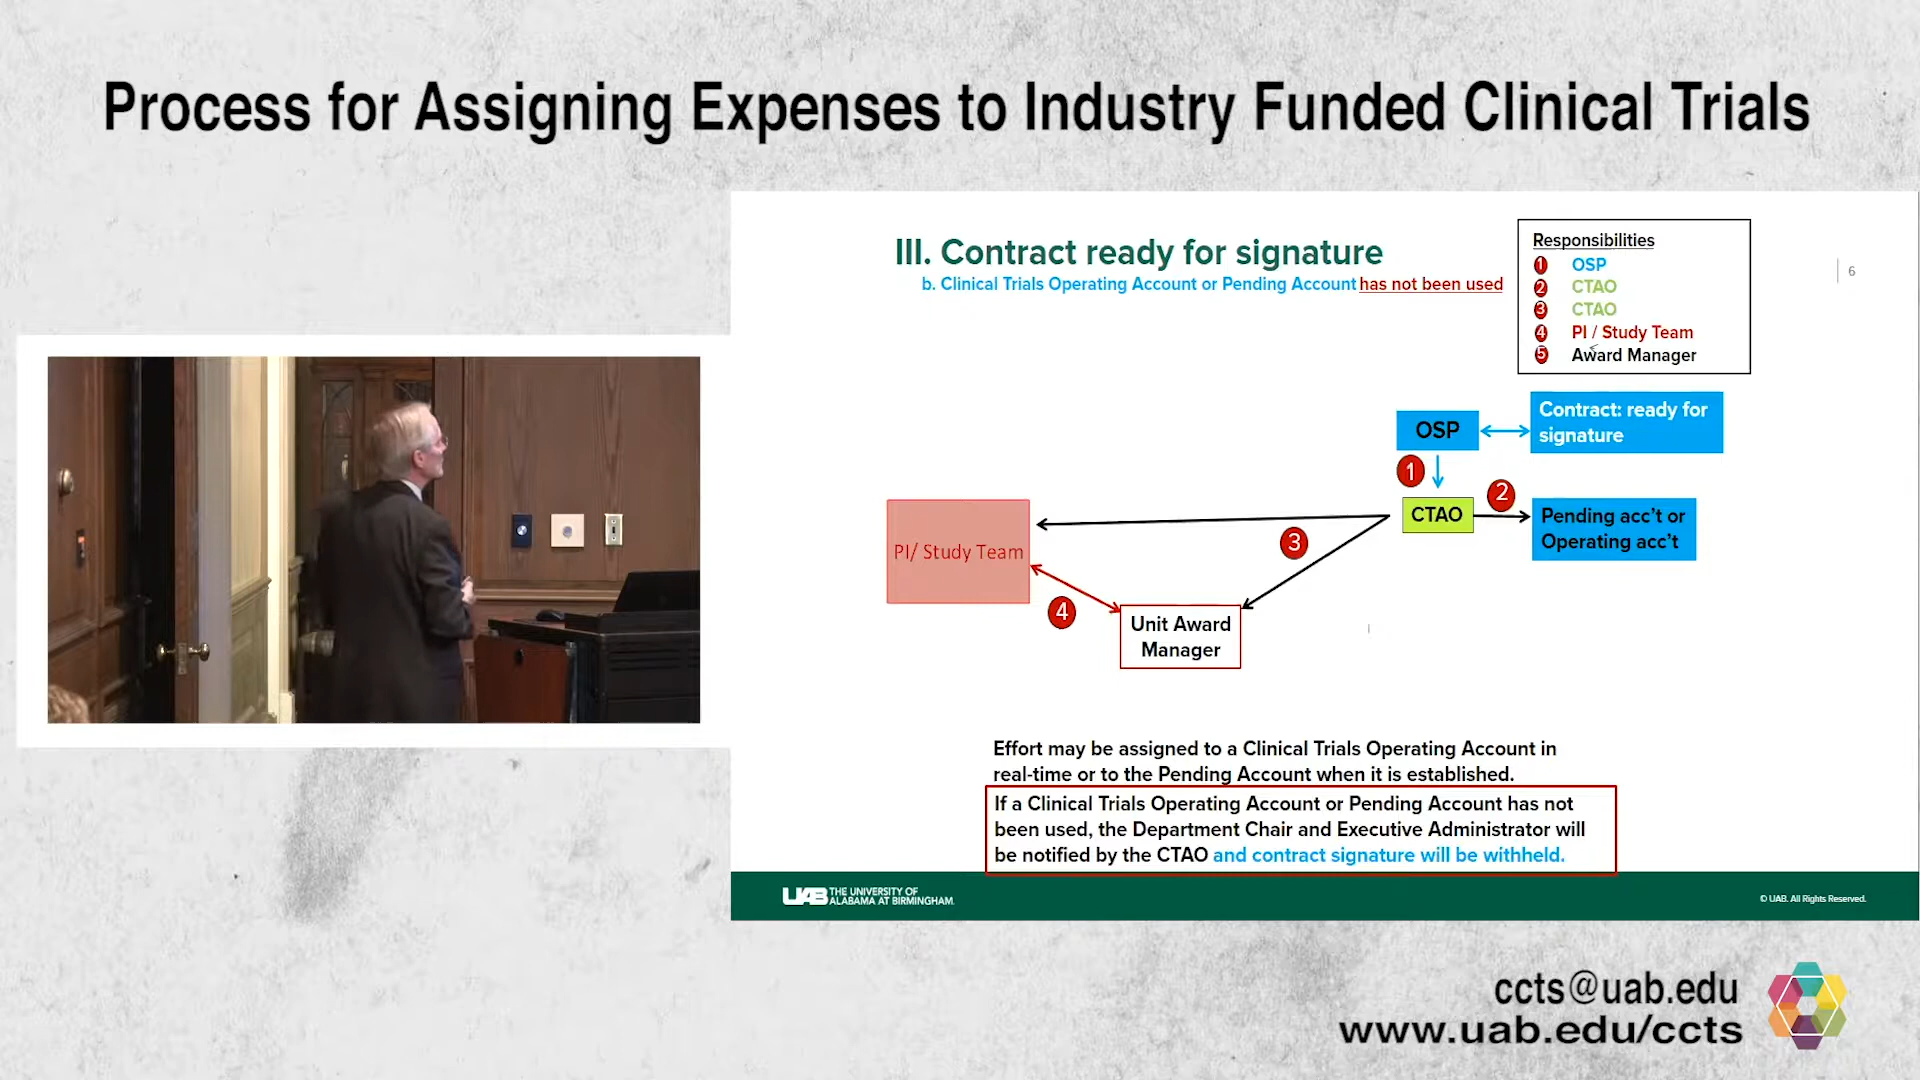 Process for Assigning Expenses to Industry Funded Clinical Trials
III. Contract ready for signature
b. Clinical Trials Operating Account or Pending Account has not been used
Responsibilities
1 OSP
2 CTAO
3 CTAO
4 PI / Study Team
5 Award Manager
6
OSP
Contract: ready for
signature
1
CTAO
2
Pending acc't or
Operating acc't
PI/ Study Team
3
4
Unit Award
Manager
Effort may be assigned to a Clinical Trials Operating Account in
real-time or to the Pending Account when it is established.
If a Clinical Trials Operating Account or Pending Account has not
been used, the Department Chair and Executive Administrator will
be notified by the CTAO and contract signature will be withheld.
UAB THE UNIVERSITY OF
ALABAMA AT BIRMINGHAM.
© UAB. All Rights Reserved.
ccts@uab.edu
www.uab.edu/ccts